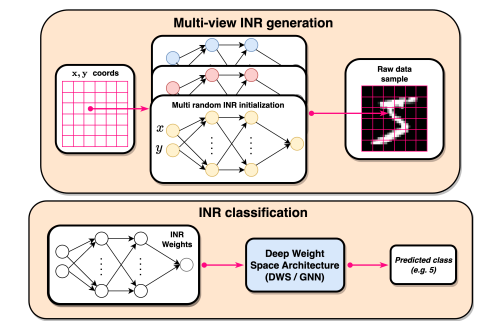 Multi-view INR generation
x, y coords
Multi random INR initialization
x
y
Raw data
sample
INR classification
INR
Weights
Deep Weight
Space Architecture
(DWS / GNN)
Predicted class
(e.g. 5)